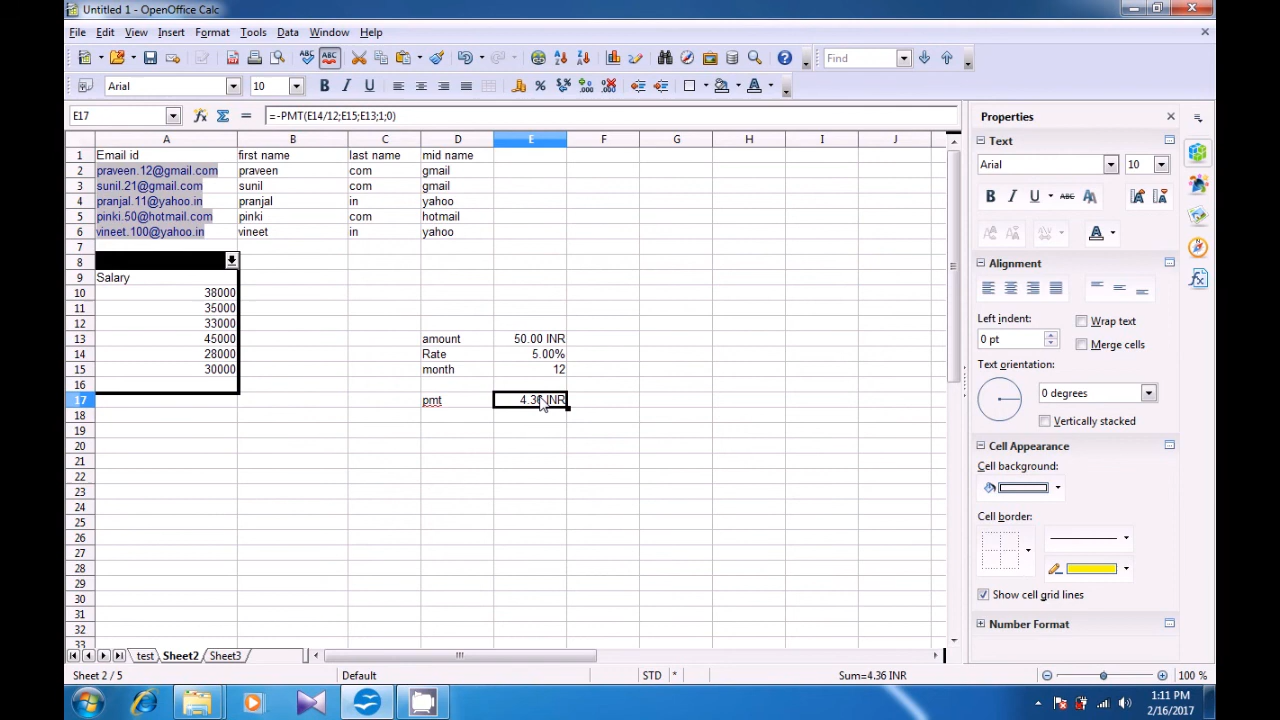 Untitled 1 - OpenOffice Calc
File Edit View Insert Format Tools Data Window Help
Find
Arial 10
E17 =-PMT(E14/12;E15;E13;1;0)
A B C D E F G H I J
1 Email id first name last name mid name
2 praveen.12@gmail.com praveen com gmail
3 sunil.21@gmail.com sunil com gmail
4 pranjal.11@yahoo.in pranjal in yahoo
5 pinki.50@hotmail.com pinki com hotmail
6 vineet.100@yahoo.in vineet in yahoo
7
8
9 Salary
10 38000
11 35000
12 33000
13 45000 amount 50.00 INR
14 28000 Rate 5.00%
15 30000 month 12
16
17 pmt 4.36 INR
18
19
20
21
22
23
24
25
26
27
28
29
30
31
32
33
test Sheet2 Sheet3
Sheet 2 / 5 Default STD * Sum=4.36 INR 100 %
Properties
Text
Arial 10
Alignment
Left indent:
0 pt
Wrap text
Merge cells
Text orientation:
0 degrees
Vertically stacked
Cell Appearance
Cell background:
Cell border:
Show cell grid lines
Number Format
1:11 PM
2/16/2017